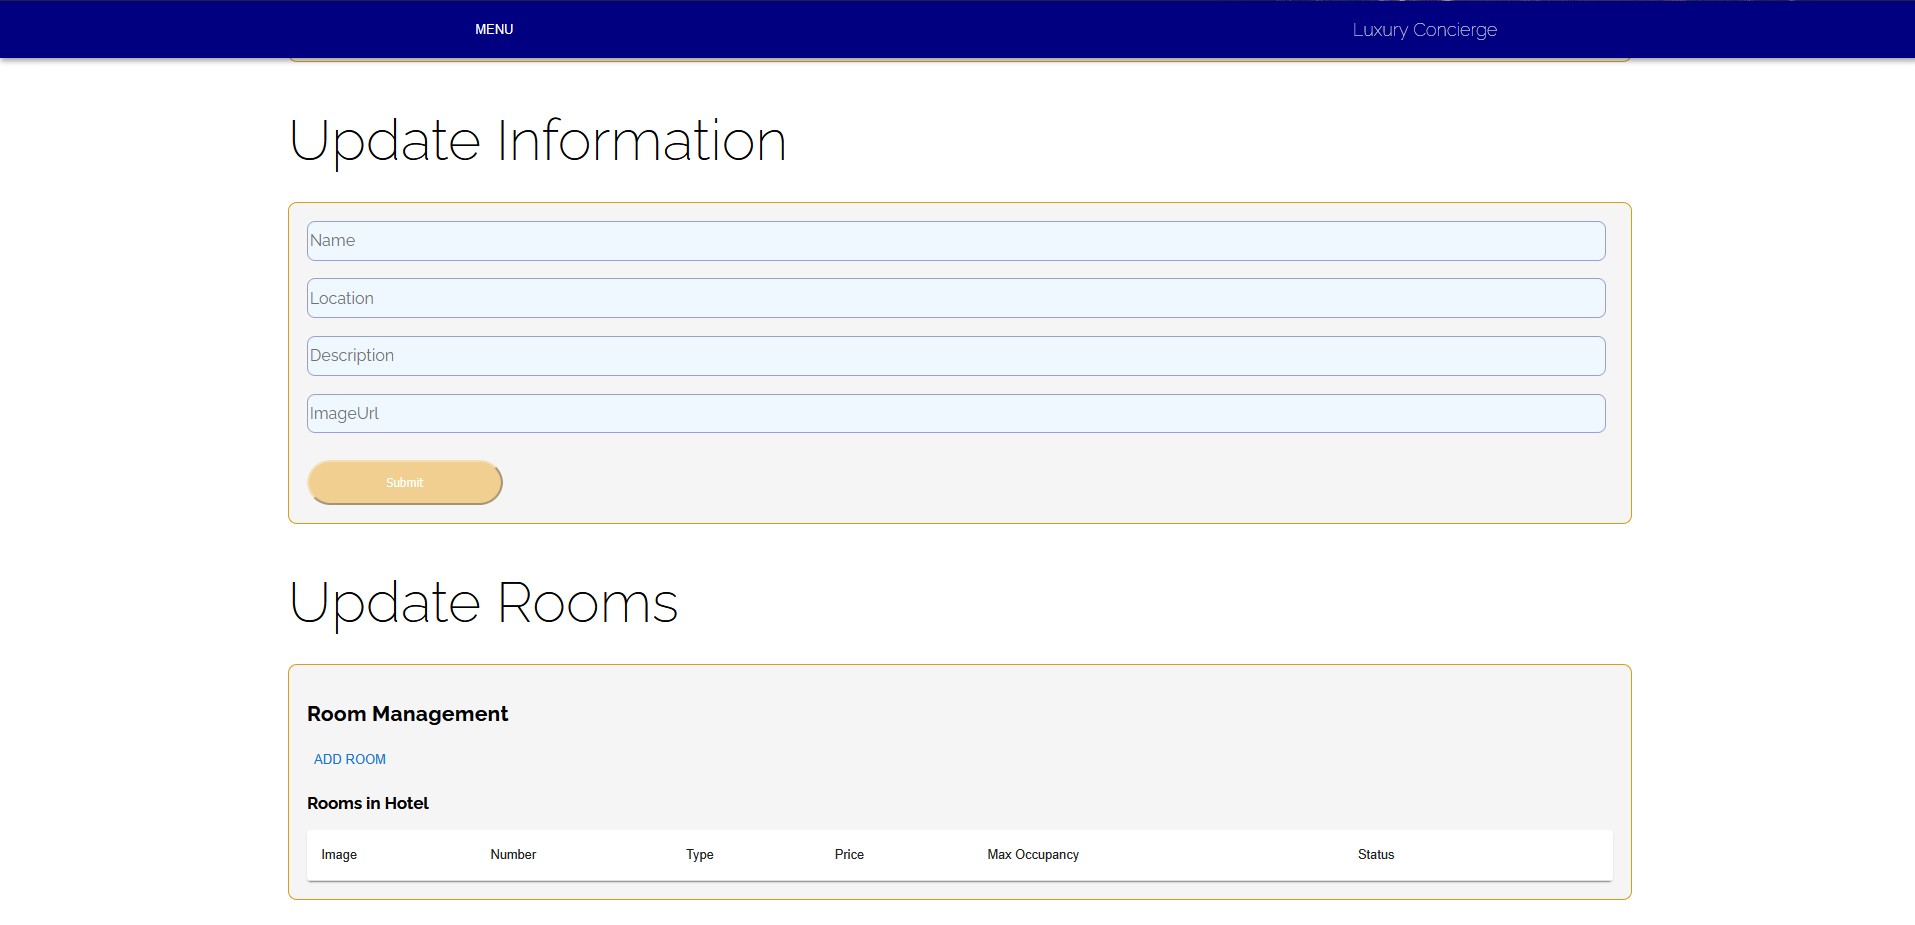 MENU
Luxury Concierge
Update Information
Name
Location
Description
ImageUrl
Submit
Update Rooms
Room Management
ADD ROOM
Rooms in Hotel
Image Number Type Price Max Occupancy Status